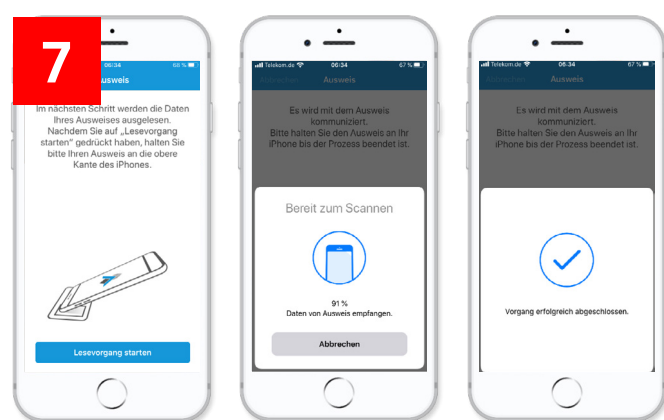 7
06:34
68 %
usweis
Im nächsten Schritt werden die Daten
Ihres Ausweises ausgelesen.
Nachdem Sie auf „Lesevorgang
starten“ gedrückt haben, halten Sie
bitte Ihren Ausweis an die obere
Kante des iPhones.
Lesevorgang starten
Telekom.de
06:34
67 %
Abbrechen
Ausweis
Es wird mit dem Ausweis
kommuniziert.
Bitte halten Sie den Ausweis an Ihr
iPhone bis der Prozess beendet ist.
Bereit zum Scannen
91 %
Daten von Ausweis empfangen.
Abbrechen
Telekom.de
06:34
67 %
Abbrechen
Ausweis
Es wird mit dem Ausweis
kommuniziert.
Bitte halten Sie den Ausweis an Ihr
iPhone bis der Prozess beendet ist.
Vorgang erfolgreich abgeschlossen.